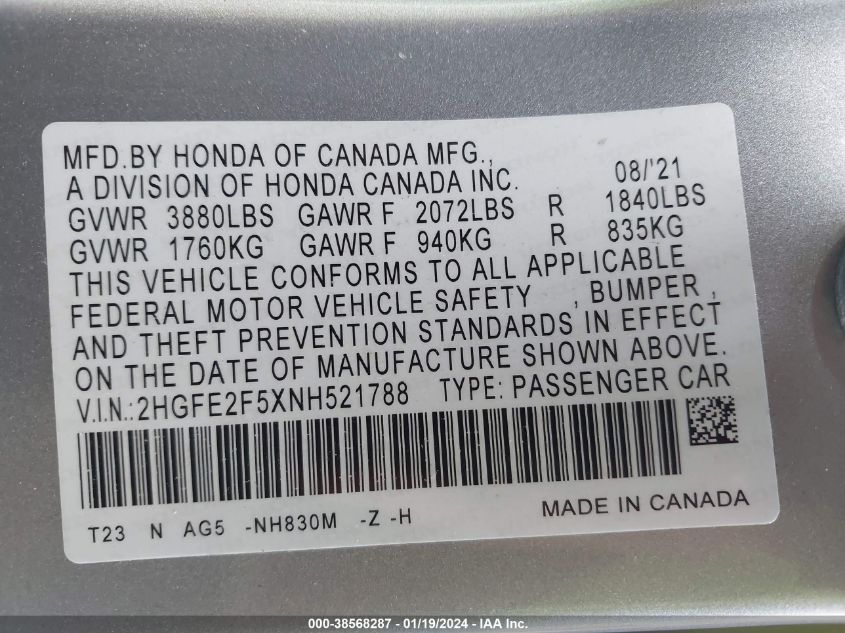 MFD.BY HONDA OF CANADA MFG.,
A DIVISION OF HONDA CANADA INC. 08/'21
GVWR 3880LBS GAWR F 2072LBS R 1840LBS
GVWR 1760KG GAWR F 940KG R 835KG
THIS VEHICLE CONFORMS TO ALL APPLICABLE
FEDERAL MOTOR VEHICLE SAFETY , BUMPER ,
AND THEFT PREVENTION STANDARDS IN EFFECT
ON THE DATE OF MANUFACTURE SHOWN ABOVE.
V.I.N.:2HGFE2F5XNH521788 TYPE: PASSENGER CAR
T23 N AG5 -NH830M -Z -H MADE IN CANADA
000-38568287 - 01/19/2024 - IAA Inc.